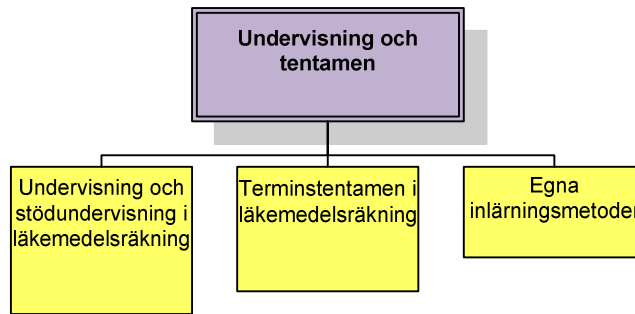 Undervisning och
tentamen
Undervisning och
stödundervisning i
läkemedelsräkning
Terminstentamen i
läkemedelsräkning
Egna
inlärningsmetoder